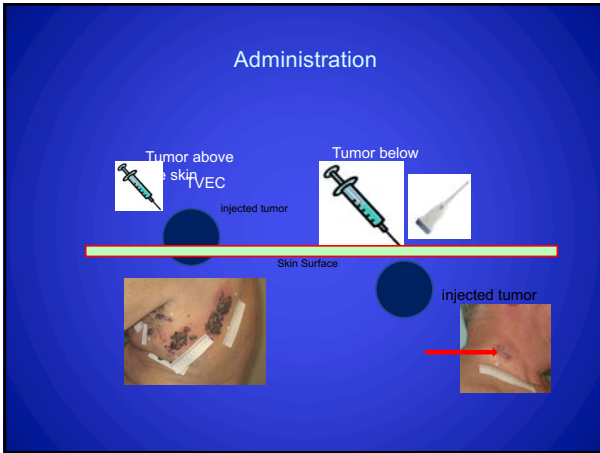 Administration
Tumor above
e skin
TVEC
injected tumor
Tumor below
Skin Surface
injected tumor